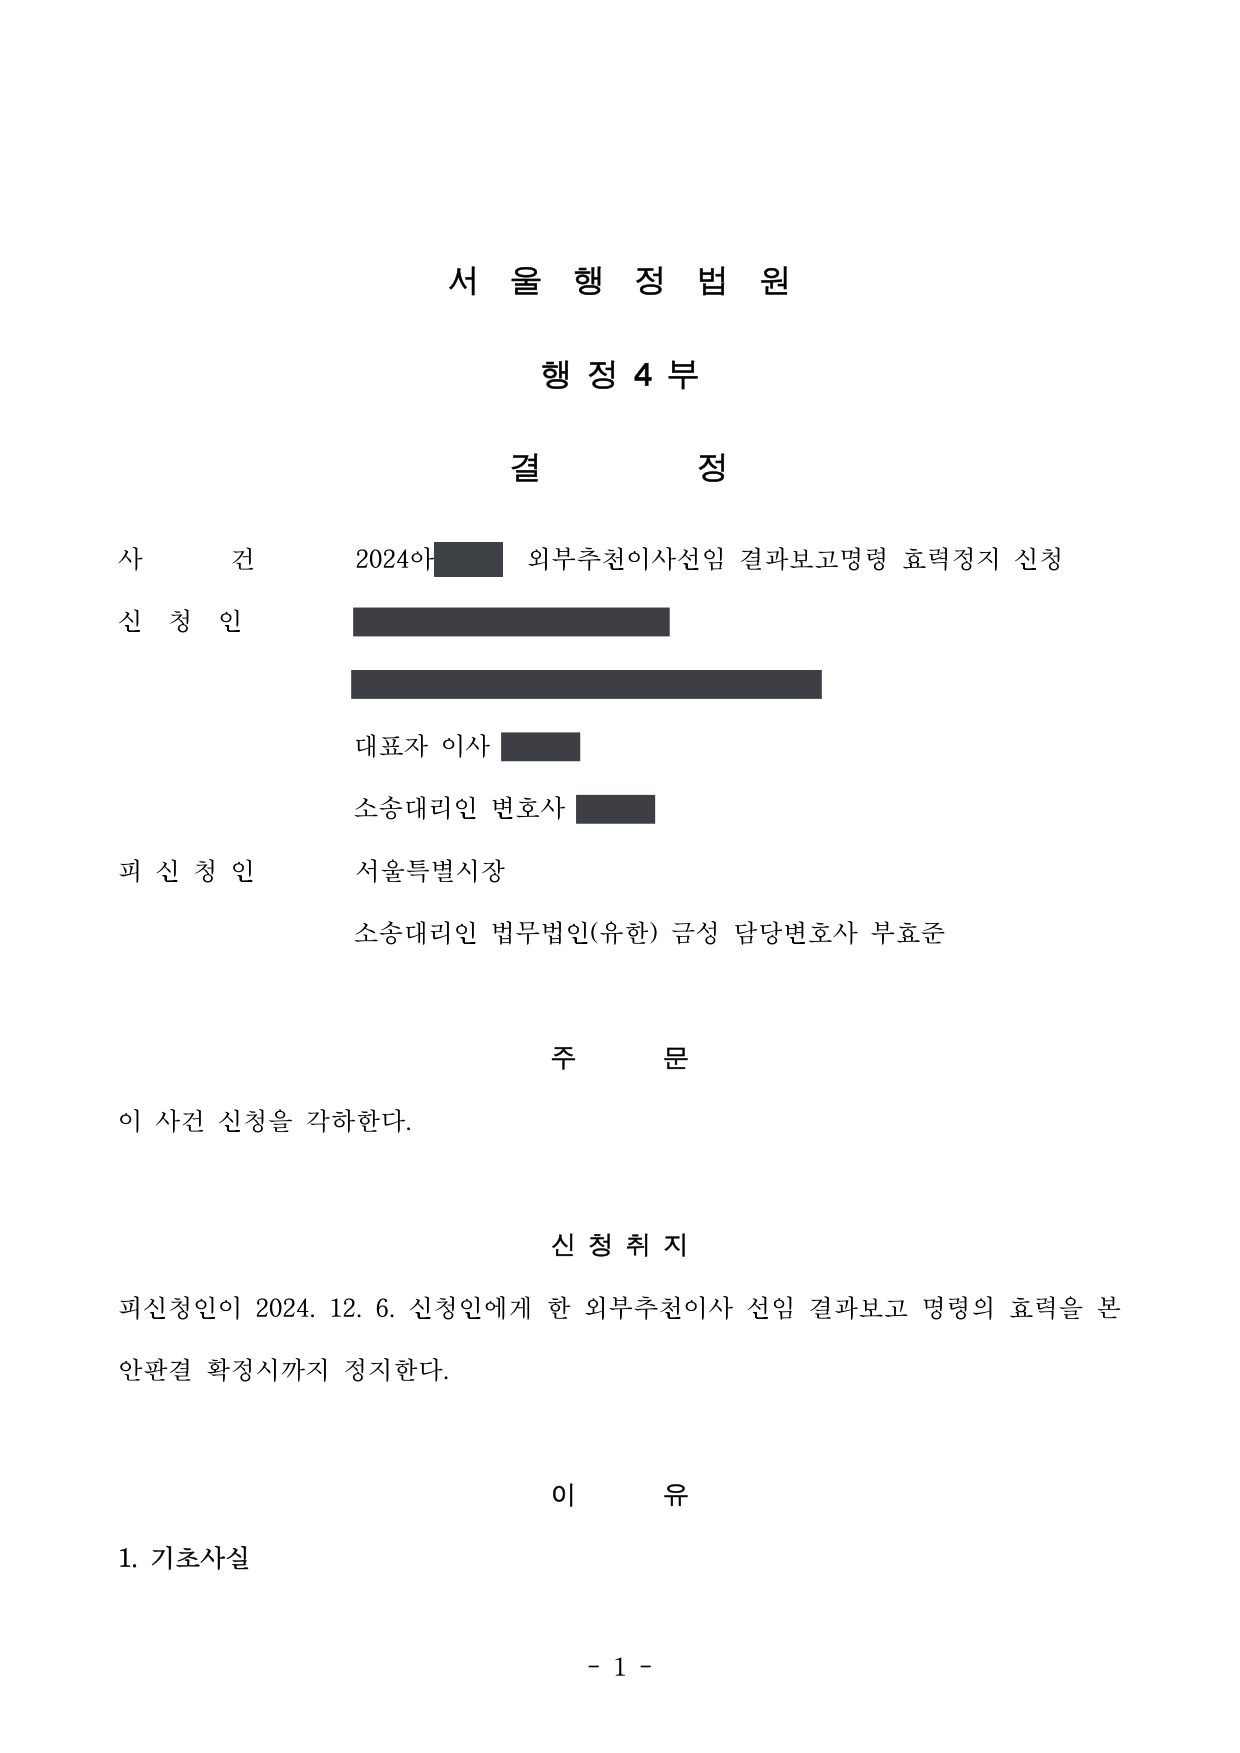 서 울 행 정 법 원
행 정 4 부
결 정
사 건 2024아 외부추천이사선임 결과보고명령 효력정지 신청
신 청 인
대표자 이사
소송대리인 변호사
피 신 청 인 서울특별시장
소송대리인 법무법인(유한) 금성 담당변호사 부효준
주 문
이 사건 신청을 각하한다.
신 청 취 지
피신청인이 2024. 12. 6. 신청인에게 한 외부추천이사 선임 결과보고 명령의 효력을 본
안판결 확정시까지 정지한다.
이 유
1. 기초사실
- 1 -